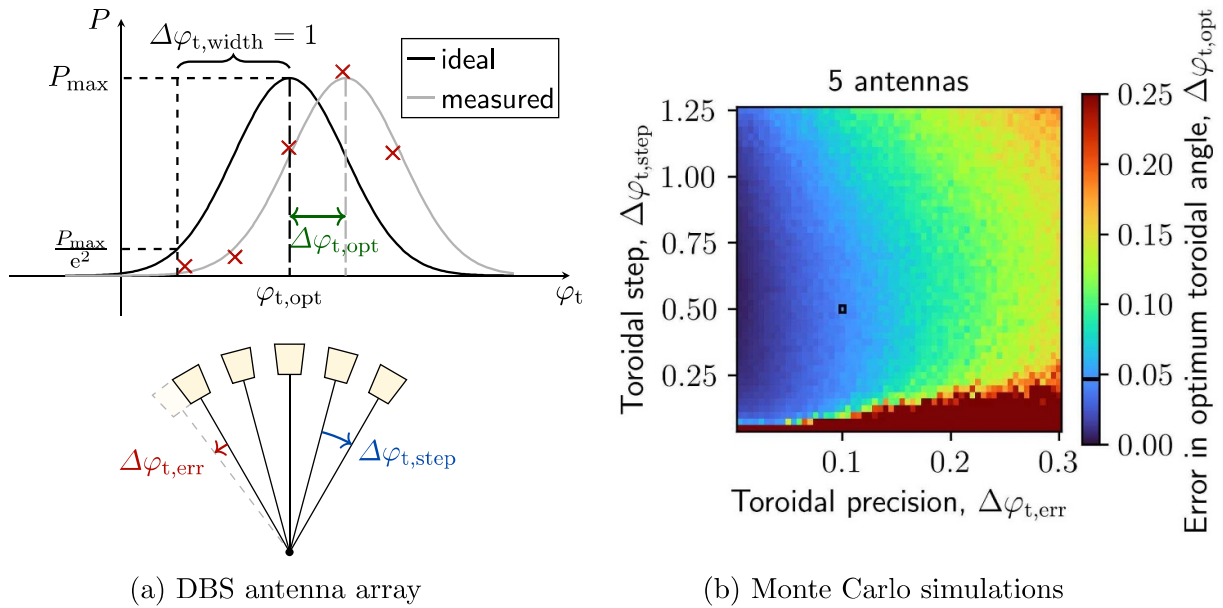 P
Δφt,width = 1
Pmax
Pmax
e²
ideal
measured
Δφt,opt
φt,opt
φt
Δφt,err
Δφt,step
(a) DBS antenna array
5 antennas
1.25
1.00
0.75
0.50
0.25
0.1
0.2
0.3
Toroidal step, Δφt,step
Toroidal precision, Δφt,err
0.25
0.20
0.15
0.10
0.05
0.00
Error in optimum toroidal angle, Δφt,opt
(b) Monte Carlo simulations